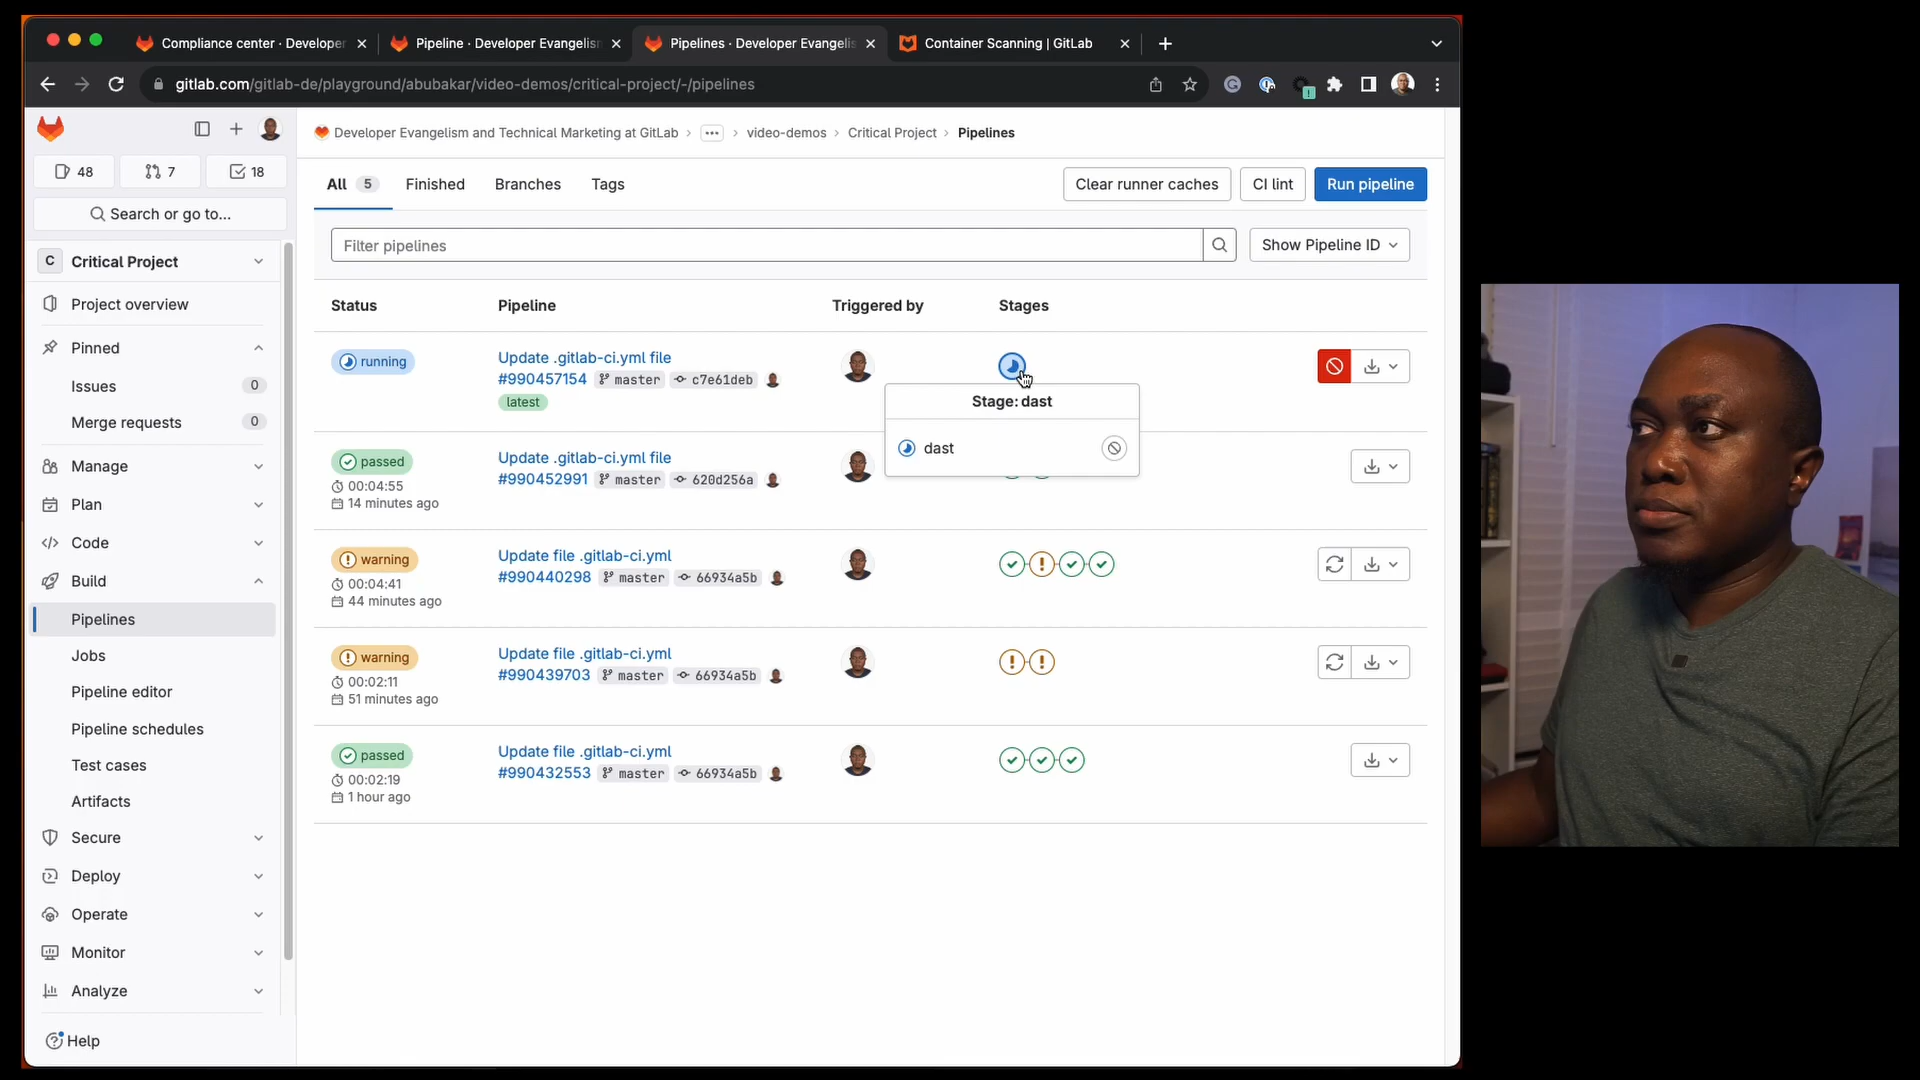 Compliance center · Developer
Pipeline · Developer Evangelism
Pipelines · Developer Evangelis
Container Scanning | GitLab
gitlab.com/gitlab-de/playground/abubakar/video-demos/critical-project/-/pipelines
48
7
18
Search or go to...
C Critical Project
Project overview
Pinned
Issues 0
Merge requests 0
Manage
Plan
Code
Build
Pipelines
Jobs
Pipeline editor
Pipeline schedules
Test cases
Artifacts
Secure
Deploy
Operate
Monitor
Analyze
Help
Developer Evangelism and Technical Marketing at GitLab › ... › video-demos › Critical Project › Pipelines
All 5 Finished Branches Tags
Clear runner caches CI lint Run pipeline
Filter pipelines Show Pipeline ID
Status Pipeline Triggered by Stages
running
Update .gitlab-ci.yml file
#990457154 master c7e61deb
latest
Stage: dast
dast
passed
00:04:55
14 minutes ago
Update .gitlab-ci.yml file
#990452991 master 620d256a
warning
00:04:41
44 minutes ago
Update file .gitlab-ci.yml
#990440298 master 66934a5b
warning
00:02:11
51 minutes ago
Update file .gitlab-ci.yml
#990439703 master 66934a5b
passed
00:02:19
1 hour ago
Update file .gitlab-ci.yml
#990432553 master 66934a5b